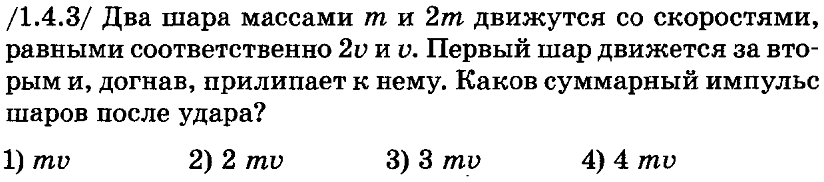 /1.4.3/ Два шара массами m и 2m движутся со скоростями,
равными соответственно 2v и v. Первый шар движется за вто-
рым и, догнав, прилипает к нему. Каков суммарный импульс
шаров после удара?
1) mv 2) 2 mv 3) 3 mv 4) 4 mv